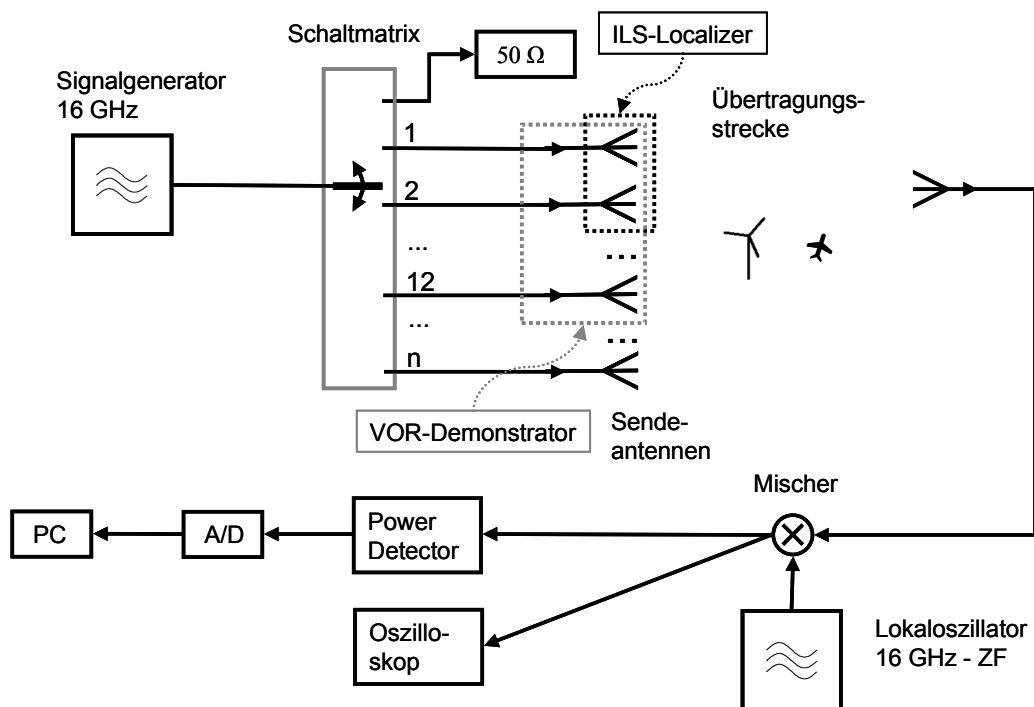 Schaltmatrix
50 Ω
ILS-Localizer
Signalgenerator
16 GHz
Übertragungs-
strecke
1
2
...
12
...
n
...
...
VOR-Demonstrator
Sende-
antennen
Mischer
PC
A/D
Power
Detector
Oszillo-
skop
Lokaloszillator
16 GHz - ZF